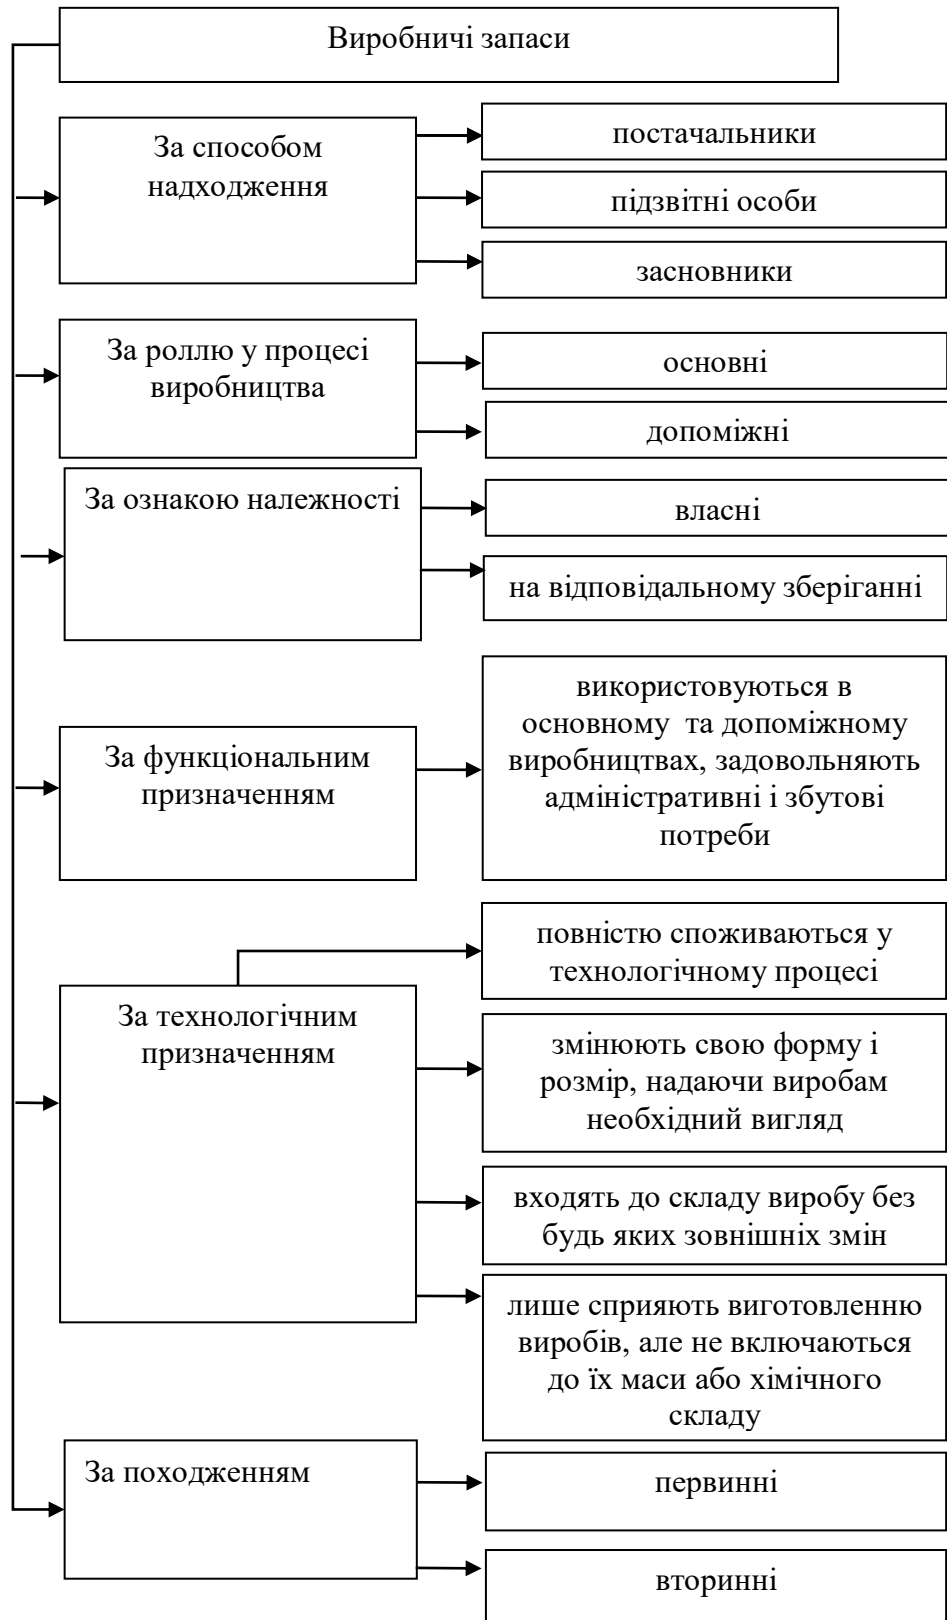 Виробничі запаси
За способом
надходження
постачальники
підзвітні особи
засновники
За роллю у процесі
виробництва
основні
допоміжні
За ознакою належності
власні
на відповідальному зберіганні
За функціональним
призначенням
використовуються в
основному та допоміжному
виробництвах, задовольняють
адміністративні і збутові
потреби
За технологічним
призначенням
повністю споживаються у
технологічному процесі
змінюють свою форму і
розмір, надаючи виробам
необхідний вигляд
входять до складу виробу без
будь яких зовнішніх змін
лише сприяють виготовленню
виробів, але не включаються
до їх маси або хімічного
складу
За походженням
первинні
вторинні